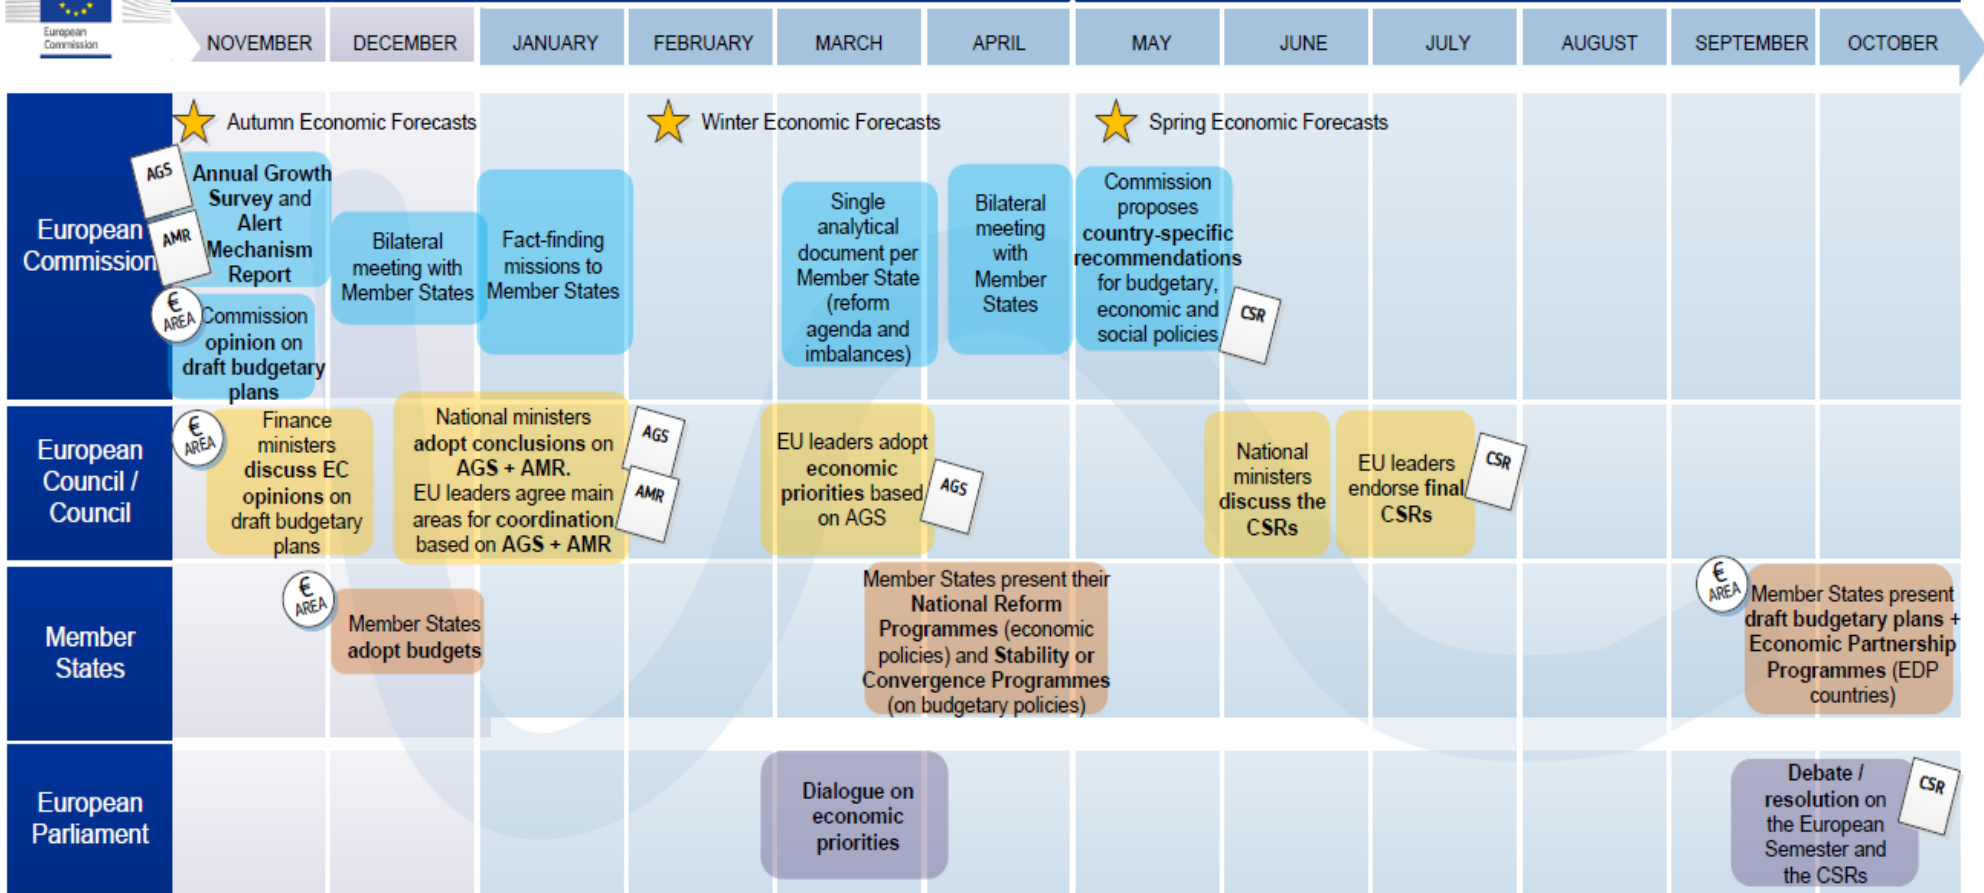 European
Commission
NOVEMBER
DECEMBER
JANUARY
FEBRUARY
MARCH
APRIL
MAY
JUNE
JULY
AUGUST
SEPTEMBER
OCTOBER
European
Commission
Autumn Economic Forecasts
Winter Economic Forecasts
Spring Economic Forecasts
AGS
AMR
Annual Growth
Survey and
Alert
Mechanism
Report
€
AREA
Commission
opinion on
draft budgetary
plans
Bilateral
meeting with
Member States
Fact-finding
missions to
Member States
Single
analytical
document per
Member State
(reform
agenda and
imbalances)
Bilateral
meeting
with
Member
States
Commission
proposes
country-specific
recommendations
for budgetary,
economic and
social policies
CSR
European
Council /
Council
€
AREA
Finance
ministers
discuss EC
opinions on
draft budgetary
plans
National ministers
adopt conclusions on
AGS + AMR.
EU leaders agree main
areas for coordination
based on AGS + AMR
AGS
AMR
EU leaders adopt
economic
priorities based
on AGS
AGS
National
ministers
discuss the
CSRs
EU leaders
endorse final
CSRs
CSR
Member
States
€
AREA
Member States
adopt budgets
Member States present their
National Reform
Programmes (economic
policies) and Stability or
Convergence Programmes
(on budgetary policies)
€
AREA
Member States present
draft budgetary plans +
Economic Partnership
Programmes (EDP
countries)
European
Parliament
Dialogue on
economic
priorities
Debate /
resolution on
the European
Semester and
the CSRs
CSR